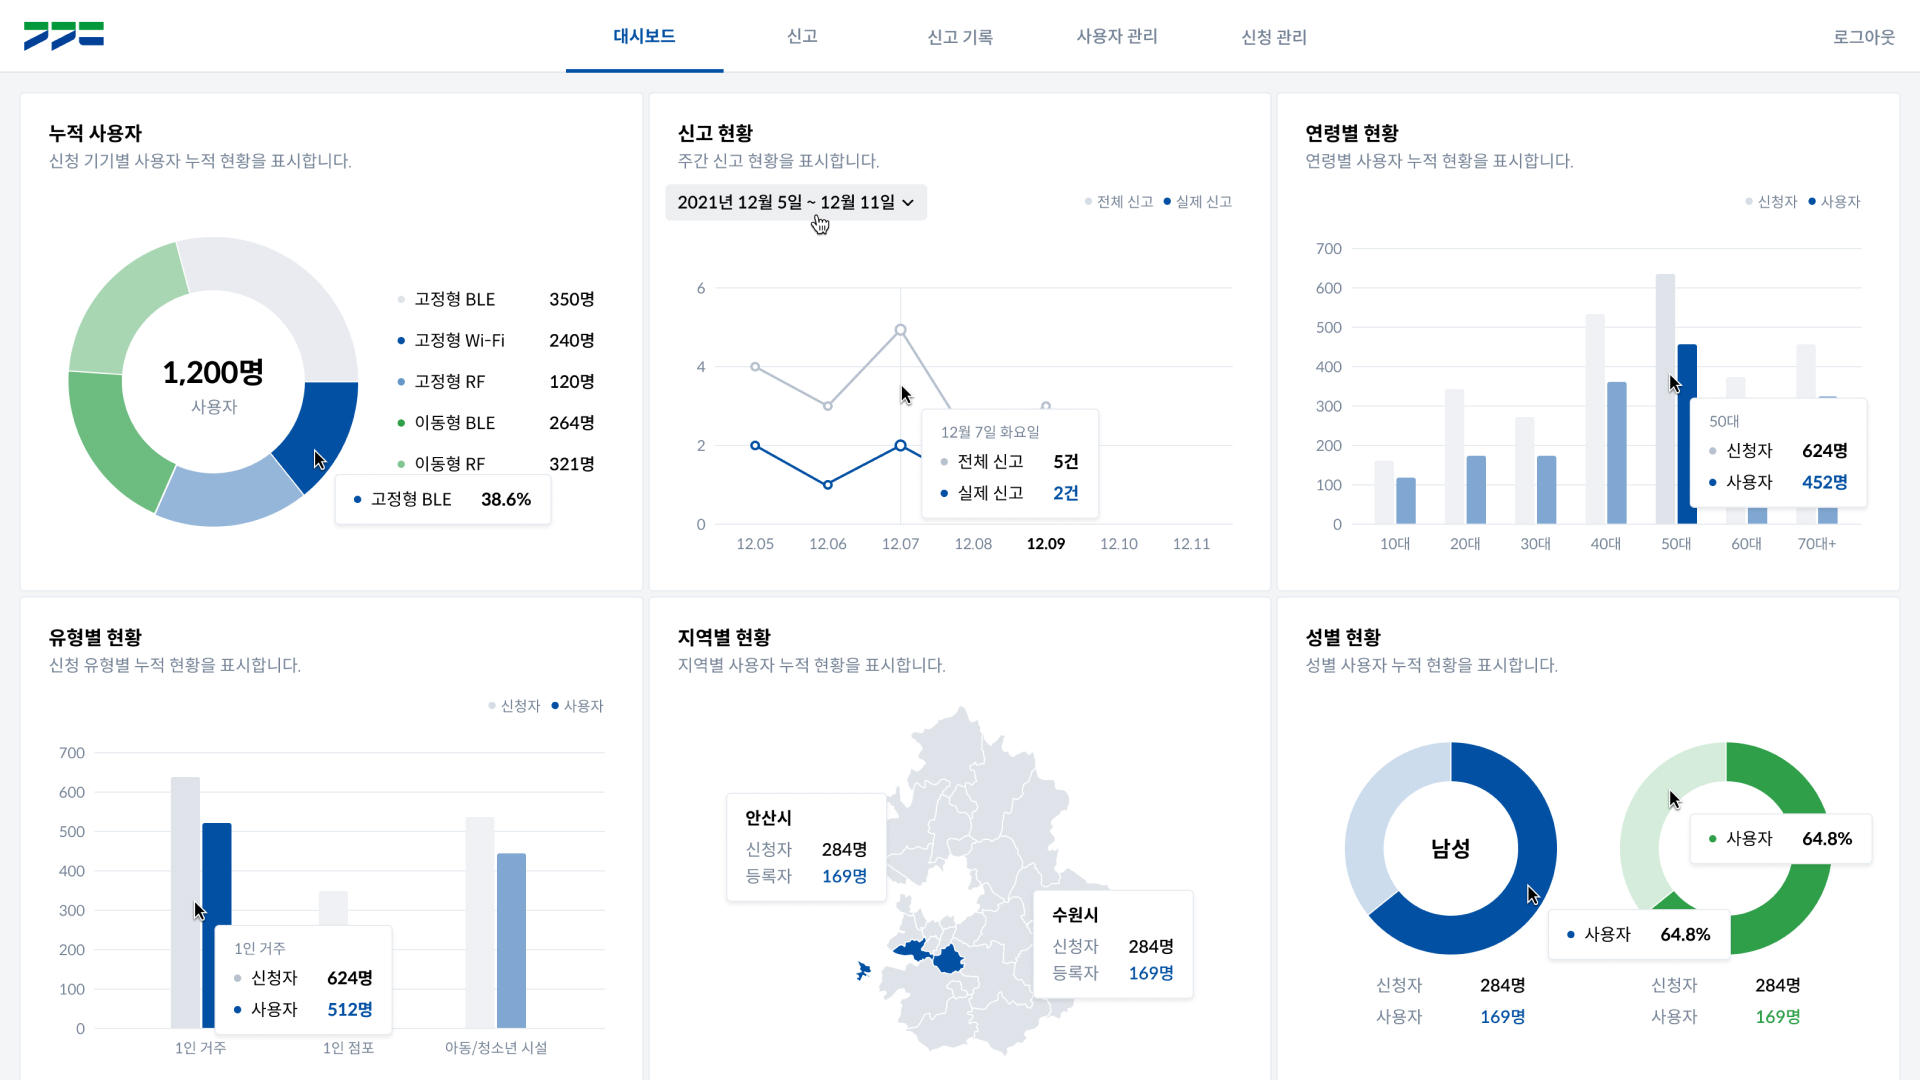 대시보드
신고
신고 기록
사용자 관리
신청 관리
로그아웃
누적 사용자
신청 기기별 사용자 누적 현황을 표시합니다.
1,200명
사용자
고정형 BLE 350명
고정형 Wi-Fi 240명
고정형 RF 120명
이동형 BLE 264명
이동형 RF 321명
고정형 BLE 38.6%
신고 현황
주간 신고 현황을 표시합니다.
2021년 12월 5일 ~ 12월 11일
전체 신고 실제 신고
6
4
2
0
12월 7일 화요일
전체 신고 5건
실제 신고 2건
12.05 12.06 12.07 12.08 12.09 12.10 12.11
연령별 현황
연령별 사용자 누적 현황을 표시합니다.
신청자 사용자
700
600
500
400
300
200
100
0
50대
신청자 624명
사용자 452명
10대 20대 30대 40대 50대 60대 70대+
유형별 현황
신청 유형별 누적 현황을 표시합니다.
신청자 사용자
700
600
500
400
300
200
100
0
1인 거주
신청자 624명
사용자 512명
1인 거주 1인 점포 아동/청소년 시설
지역별 현황
지역별 사용자 누적 현황을 표시합니다.
안산시
신청자 284명
등록자 169명
수원시
신청자 284명
등록자 169명
성별 현황
성별 사용자 누적 현황을 표시합니다.
남성
사용자 64.8%
신청자 284명
사용자 169명
사용자 64.8%
신청자 284명
사용자 169명